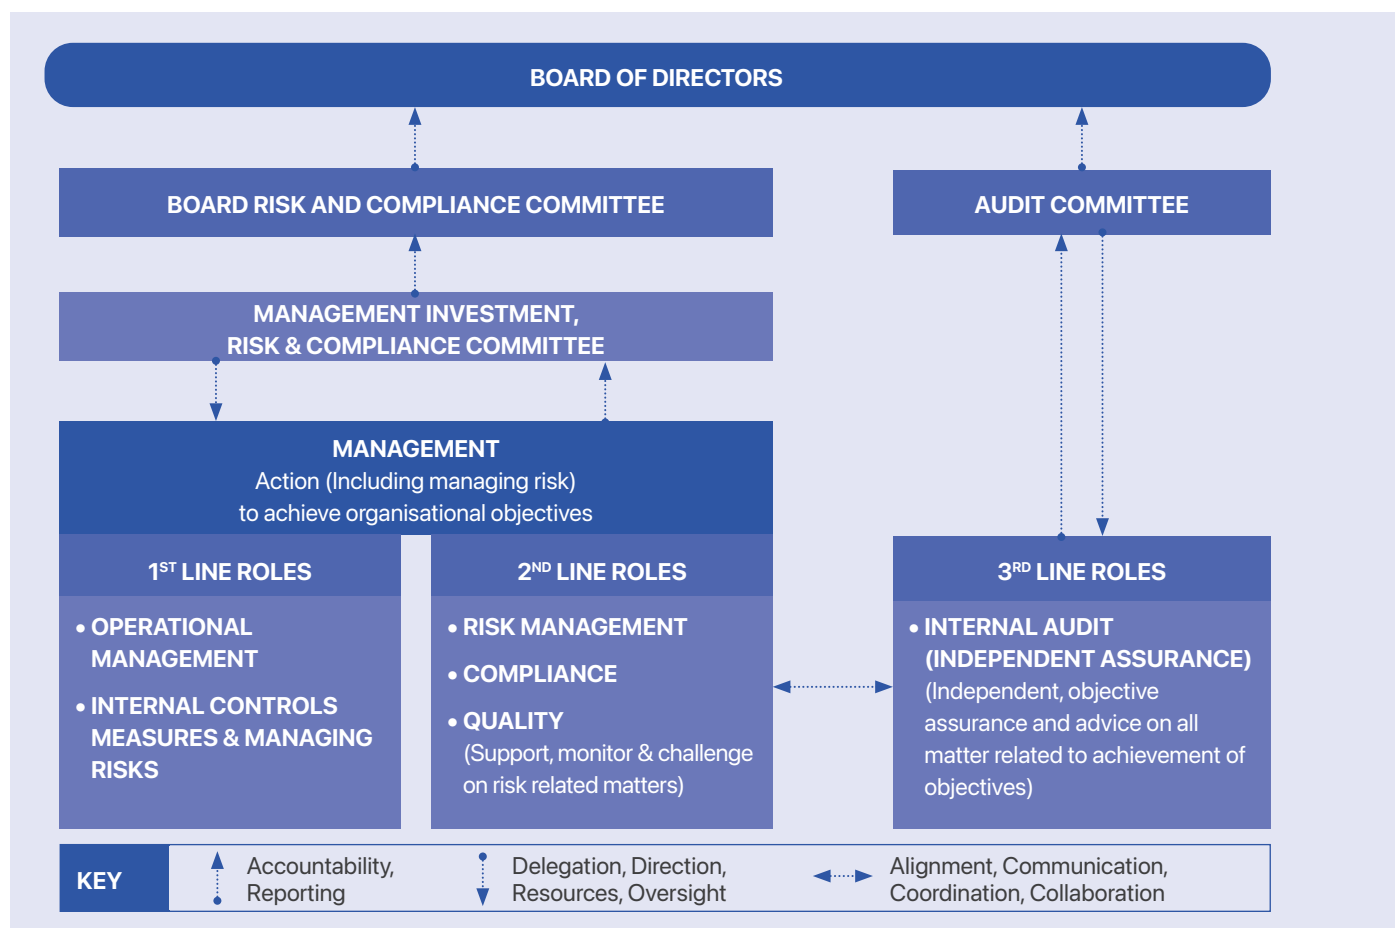 BOARD OF DIRECTORS
BOARD RISK AND COMPLIANCE COMMITTEE
AUDIT COMMITTEE
MANAGEMENT INVESTMENT,
RISK & COMPLIANCE COMMITTEE
MANAGEMENT
Action (Including managing risk)
to achieve organisational objectives
1ST LINE ROLES
• OPERATIONAL
MANAGEMENT
• INTERNAL CONTROLS
MEASURES & MANAGING
RISKS
2ND LINE ROLES
• RISK MANAGEMENT
• COMPLIANCE
• QUALITY
(Support, monitor & challenge
on risk related matters)
3RD LINE ROLES
• INTERNAL AUDIT
(INDEPENDENT ASSURANCE)
(Independent, objective
assurance and advice on all
matter related to achievement of
objectives)
KEY
Accountability,
Reporting
Delegation, Direction,
Resources, Oversight
Alignment, Communication,
Coordination, Collaboration